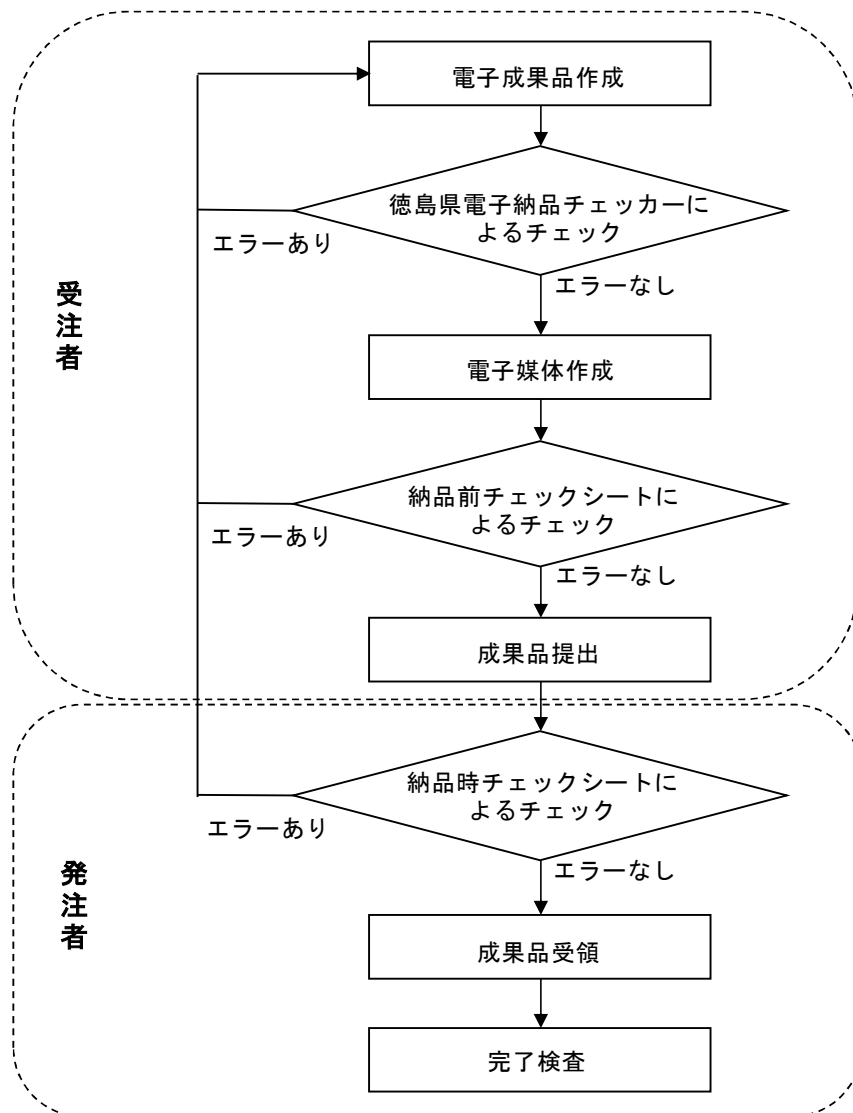 電子成果品作成
徳島県電子納品チェッカーに
よるチェック
エラーあり
エラーなし
受注者
電子媒体作成
納品前チェックシートに
よるチェック
エラーあり
エラーなし
成果品提出
納品時チェックシートに
よるチェック
エラーあり
エラーなし
発注者
成果品受領
完了検査